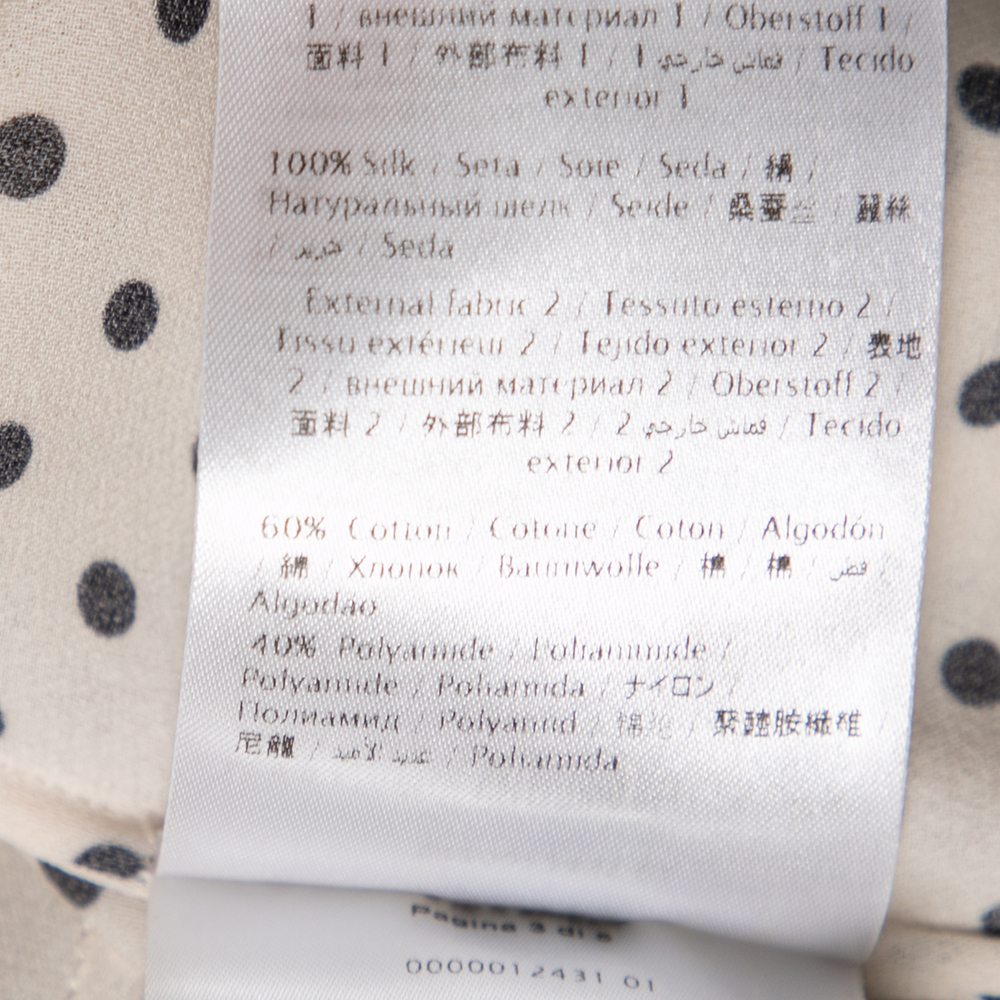 1 / внешний материал 1 / Oberstoff 1 /
面料 1 / 外部布料 1 / 1 قماش خارجي / Tecido
exterior 1
100% Silk / Seta / Soie / Seda / 絹 /
Натуральный шелк / Seide / 桑蚕丝 / 蠶絲
/ حرير / Seda
External fabric 2 / Tessuto esterno 2 /
Tissu extérieur 2 / Tejido exterior 2 / 表地
2 / внешний материал 2 / Oberstoff 2
面料 2 / 外部布料 2 / 2 قماش خارجي / Tecido
exterior 2
60% Cotton / Cotone / Coton / Algodón
/ 綿 / Хлопок / Baumwolle / 棉 / 棉 / قطن /
Algodão
40% Polyamide / Poliammide /
Polyamide / Poliamida / ナイロン /
Полиамид / Polyamid / 锦纶 / 聚醯胺纖維 /
尼龍 / عديد الأميد / Poliamida
Pagina 3 di 6
0000012431 01